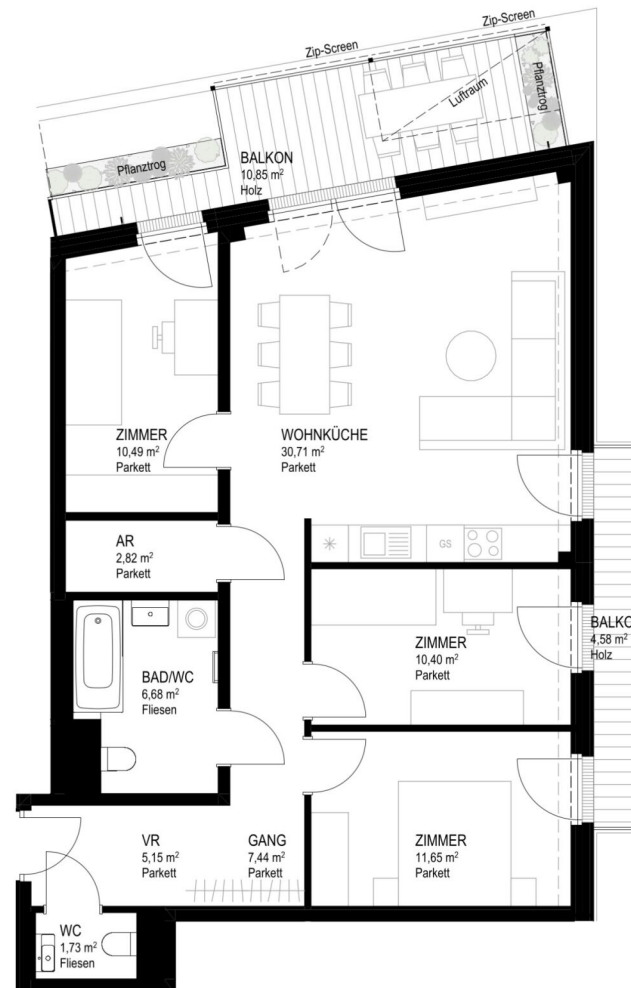 Zip-Screen
Zip-Screen
Pflanztrog
Luftraum
Pflanztrog
BALKON
10,85 m²
Holz
ZIMMER
10,49 m²
Parkett
WOHNKÜCHE
30,71 m²
Parkett
AR
2,82 m²
Parkett
GS
ZIMMER
10,40 m²
Parkett
BALKO
4,58 m²
Holz
BAD/WC
6,68 m²
Fliesen
VR
5,15 m²
Parkett
GANG
7,44 m²
Parkett
ZIMMER
11,65 m²
Parkett
WC
1,73 m²
Fliesen